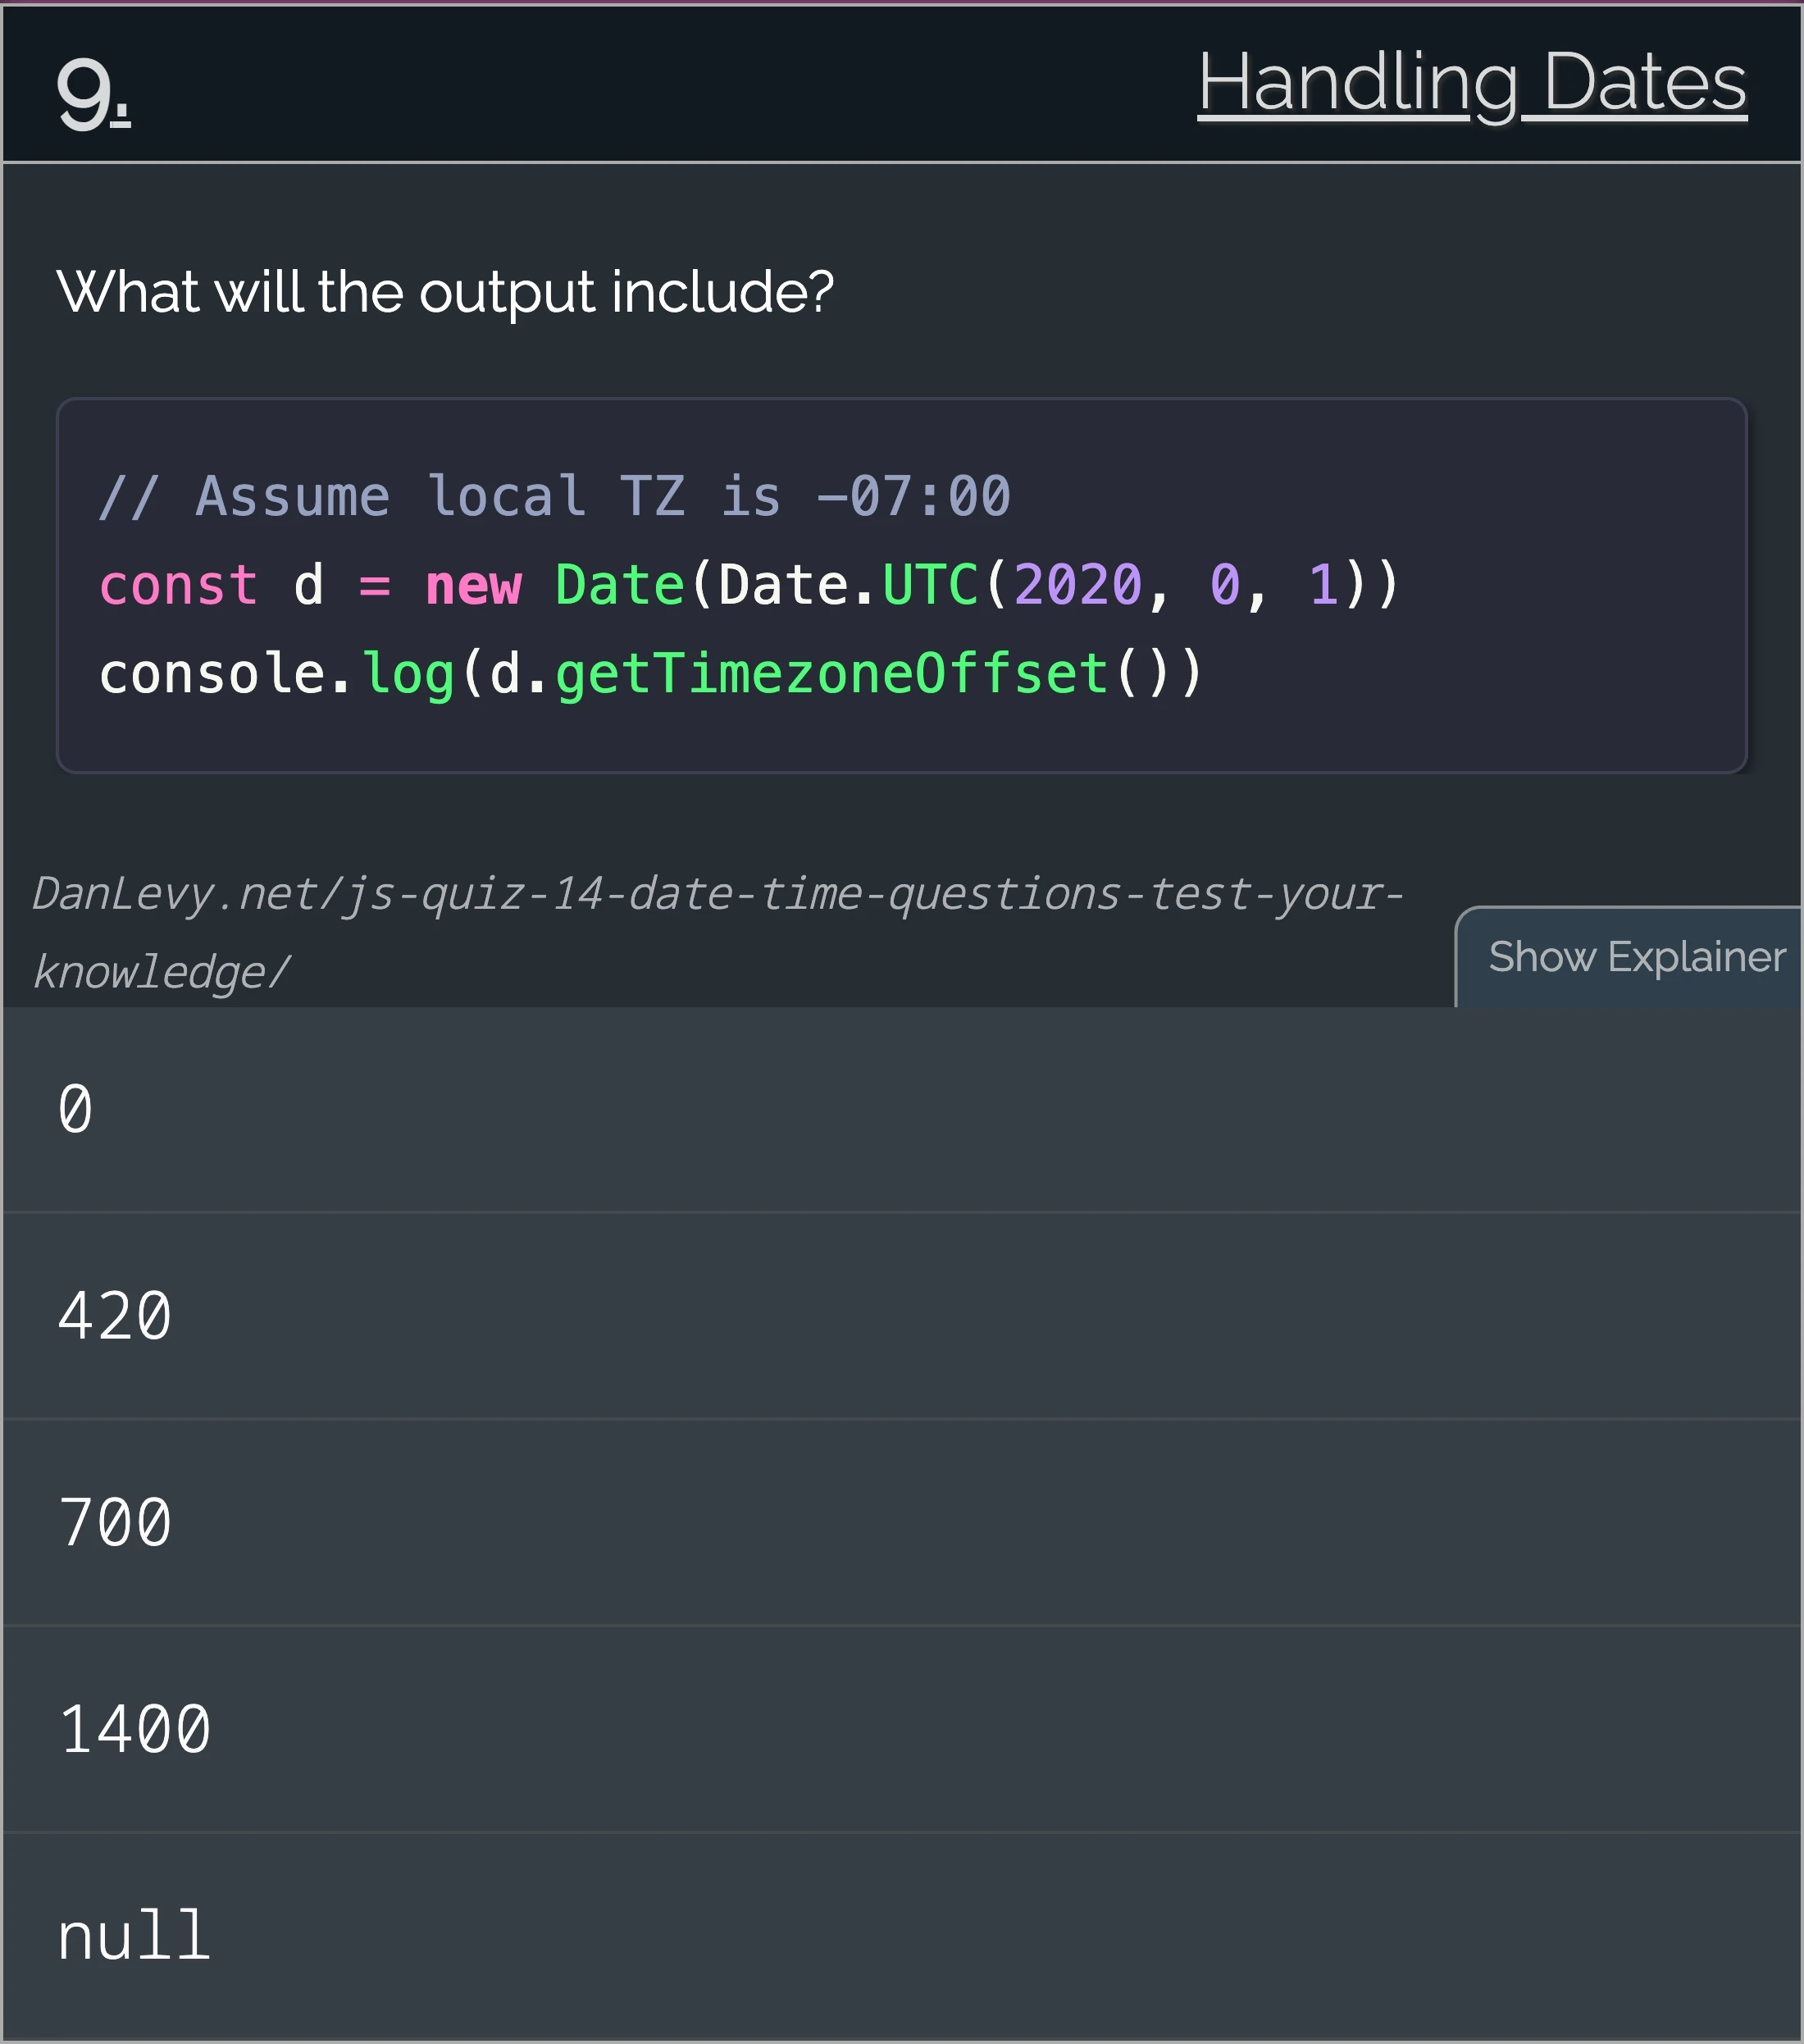 9.
Handling Dates
What will the output include?
// Assume local TZ is -07:00
const d = new Date(Date.UTC(2020, 0, 1))
console.log(d.getTimezoneOffset())
DanLevy.net/js-quiz-14-date-time-questions-test-your-
knowledge/
Show Explainer
0
420
700
1400
null